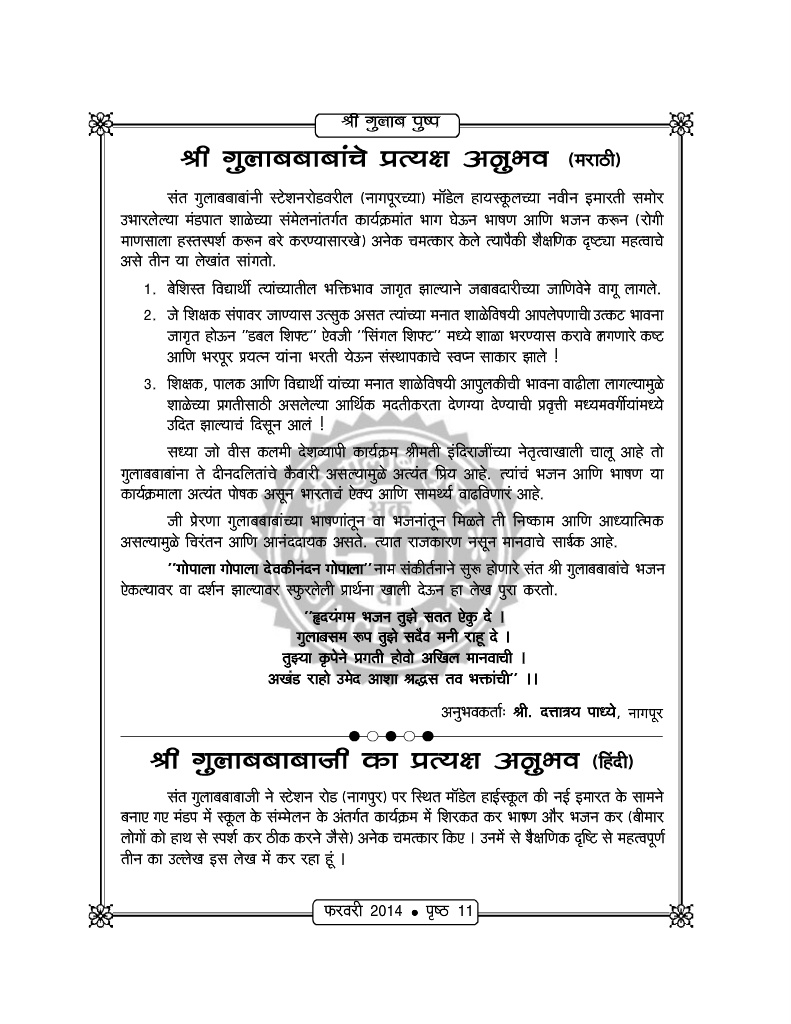 श्री गुलाब पुष्प
श्री गुलाबबाबांचे प्रत्यक्ष अनुभव (मराठी)
संत गुलाबबाबांनी स्टेशनरोडवरील (नागपूरच्या) मॉडेल हायस्कूलच्या नवीन इमारती समोर
उभारलेल्या मंडपात शाळेच्या संमेलनांतर्गत कार्यक्रमांत भाग घेऊन भाषण आणि भजन करून (रोगी
माणसाला हस्तस्पर्श करून बरे करण्यासारखे) अनेक चमत्कार केले त्यापैकी शैक्षणिक दृष्ट्या महत्वाचे
असे तीन या लेखांत सांगतो.
1. बेशिस्त विद्यार्थी त्यांच्यातील भक्तिभाव जागृत झाल्याने जबाबदारीच्या जाणिवेने वागू लागले.
2. जे शिक्षक संपावर जाण्यास उत्सुक असत त्यांच्या मनात शाळेविषयी आपलेपणाची उत्कट भावना
जागृत होऊन ''डबल शिफ्ट'' ऐवजी ''सिंगल शिफ्ट'' मध्ये शाळा भरण्यास करावे लागणारे कष्ट
आणि भरपूर प्रयत्न यांना भरती येऊन संस्थापकाचे स्वप्न साकार झाले !
3. शिक्षक, पालक आणि विद्यार्थी यांच्या मनात शाळेविषयी आपुलकीची भावना वाढीला लागल्यामुळे
शाळेच्या प्रगतीसाठी असलेल्या आर्थिक मदतीकरता देणग्या देण्याची प्रवृत्ती मध्यमवर्गीयांमध्ये
उदित झाल्याचं दिसून आलं !
सध्या जो वीस कलमी देशव्यापी कार्यक्रम श्रीमती इंदिराजींच्या नेतृत्वाखाली चालू आहे तो
गुलाबबाबांना ते दीनदलितांचे कैवारी असल्यामुळे अत्यंत प्रिय आहे. त्यांचं भजन आणि भाषण या
कार्यक्रमाला अत्यंत पोषक असून भारताचं ऐक्य आणि सामर्थ्य वाढविणारं आहे.
जी प्रेरणा गुलाबबाबांच्या भाषणांतून वा भजनांतून मिळते ती निष्काम आणि आध्यात्मिक
असल्यामुळे चिरंतन आणि आनंददायक असते. त्यात राजकारण नसून मानवाचे सार्थक आहे.
''गोपाला गोपाला देवकीनंदन गोपाला'' नाम संकीर्तनाने सुरू होणारे संत श्री गुलाबबाबांचे भजन
ऐकल्यावर वा दर्शन झाल्यावर स्फुरलेली प्रार्थना खाली देऊन हा लेख पुरा करतो.
''हृदयंगम भजन तुझे सतत ऐकु दे ।
गुलाबसम रूप तुझे सदैव मनी राहू दे ।
तुझ्या कृपेने प्रगती होवो अखिल मानवाची ।
अखंड राहो उमेद आशा श्रद्धास तव भक्तांची'' ।।
अनुभवकर्ताः श्री. दत्तात्रय पाध्ये, नागपूर
श्री गुलाबबाबाजी का प्रत्यक्ष अनुभव (हिंदी)
संत गुलाबबाबाजी ने स्टेशन रोड (नागपुर) पर स्थित मॉडेल हाईस्कूल की नई इमारत के सामने
बनाए गए मंडप में स्कूल के संम्मेलन के अंतर्गत कार्यक्रम में शिरकत कर भाषण और भजन कर (बीमार
लोगों को हाथ से स्पर्श कर ठीक करने जैसे) अनेक चमत्कार किए । उनमें से शैक्षणिक दृष्टि से महत्वपूर्ण
तीन का उल्लेख इस लेख में कर रहा हूं ।
फरवरी 2014 ● पृष्ठ 11